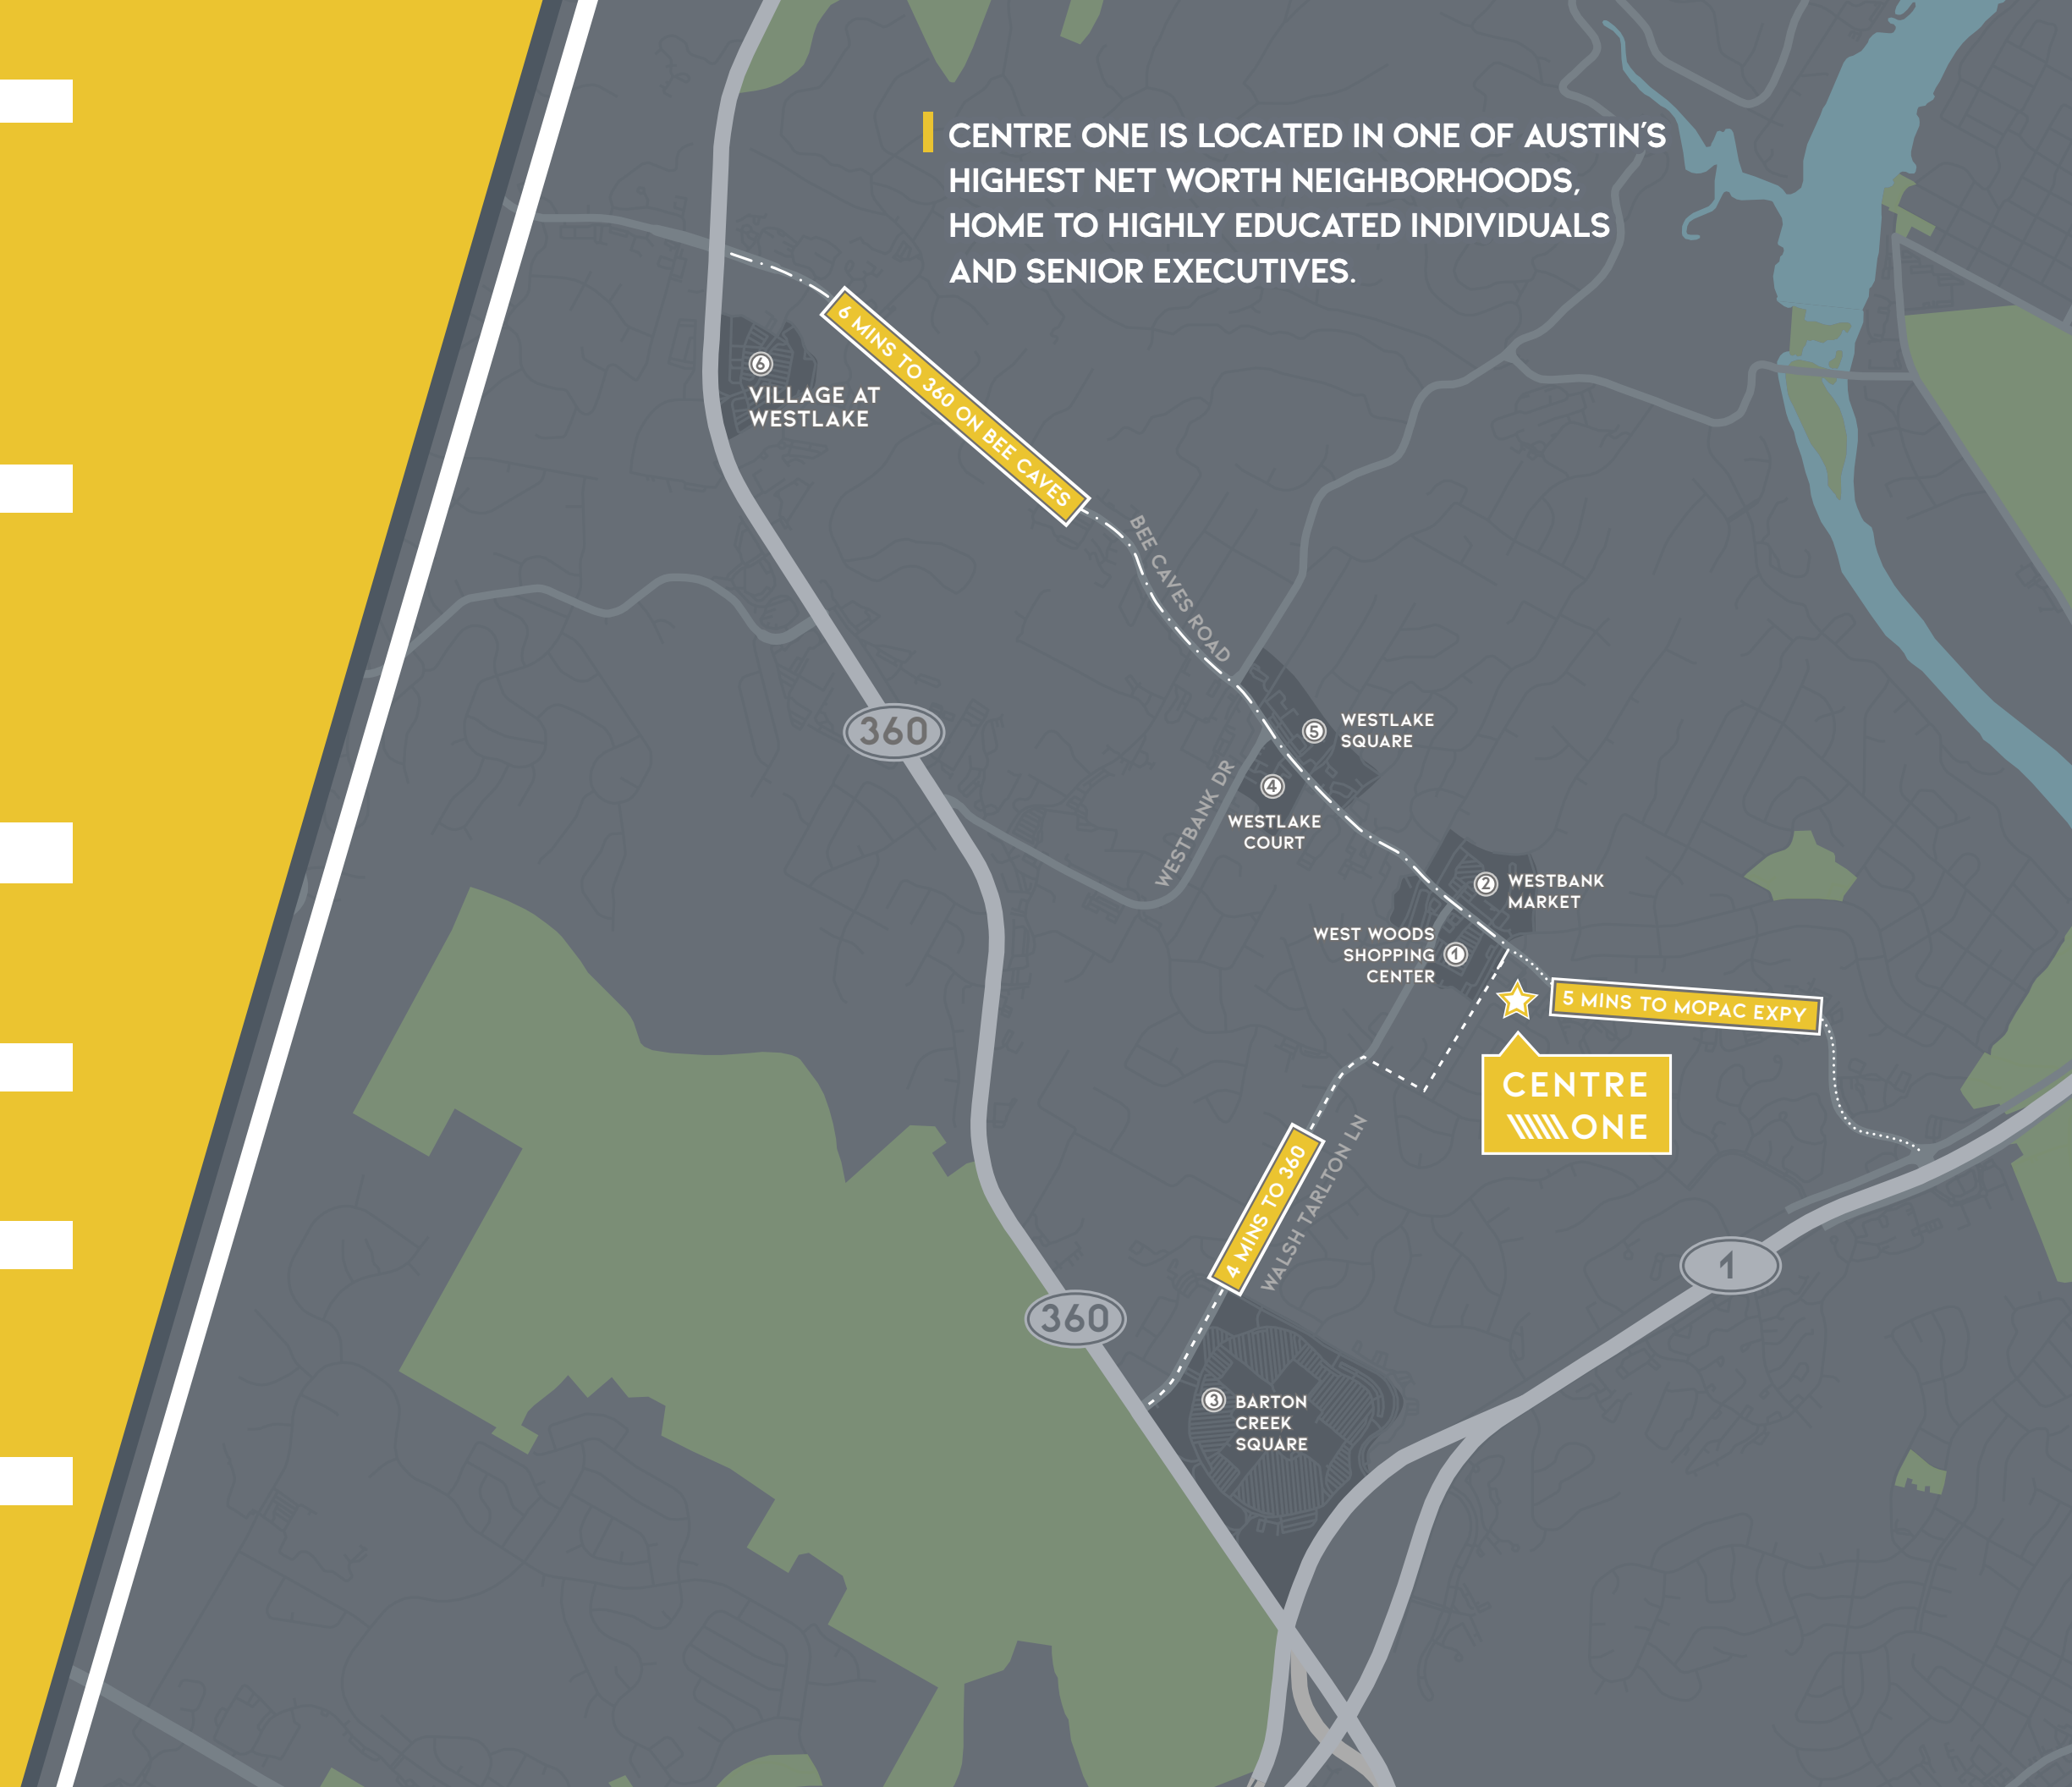 CENTRE ONE IS LOCATED IN ONE OF AUSTIN'S
HIGHEST NET WORTH NEIGHBORHOODS,
HOME TO HIGHLY EDUCATED INDIVIDUALS
AND SENIOR EXECUTIVES.
6 MINS TO 360 ON BEE CAVES
6
VILLAGE AT
WESTLAKE
BEE CAVES ROAD
360
5
WESTLAKE
SQUARE
4
WESTLAKE
COURT
WESTBANK DR
2
WESTBANK
MARKET
WEST WOODS
SHOPPING
CENTER
1
5 MINS TO MOPAC EXPY
CENTRE
ONE
4 MINS TO 360
WALSH TARLTON LN
1
360
3
BARTON
CREEK
SQUARE